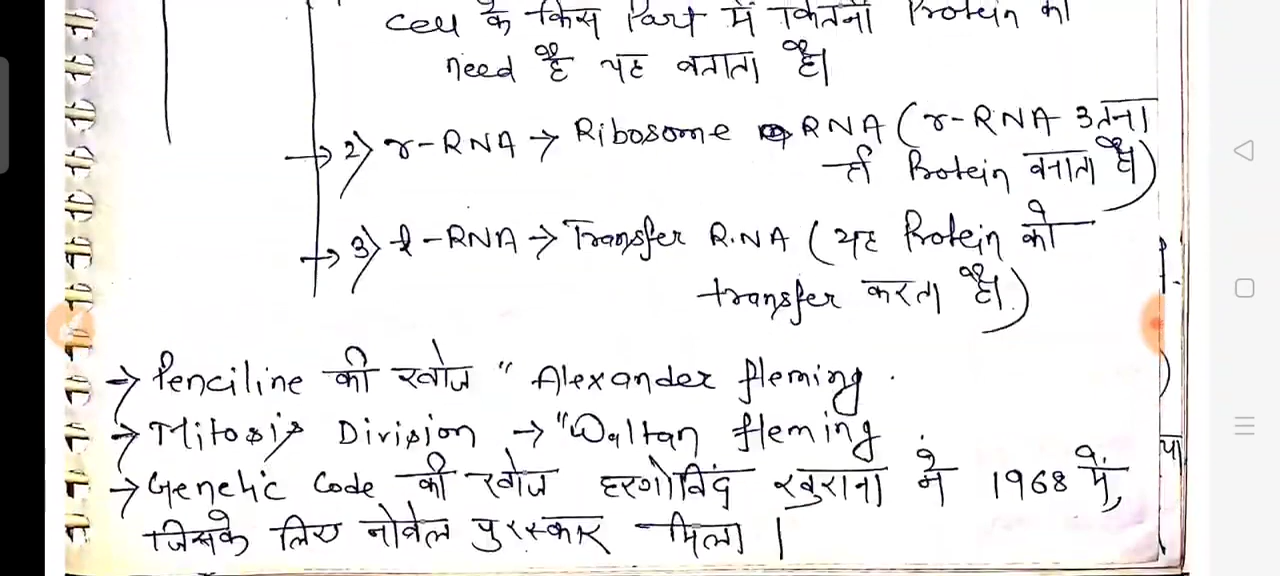 cell के किस Part में कितनी Protein की
need है यह बताता है।
→ 2) r-RNA → Ribosome RNA (r-RNA उतना
ही Protein बनाता है)
→ 3) t-RNA → Transfer R.NA (यह Protein को
transfer करता है।)
→ Penciline की खोज " Alexander fleming.
→ Mitosis Division → "Waltan fleming
→ Genetic Code की खोज हरगोविंद खुराना ने 1968 में,
जिसके लिए नोबेल पुरस्कार मिला।